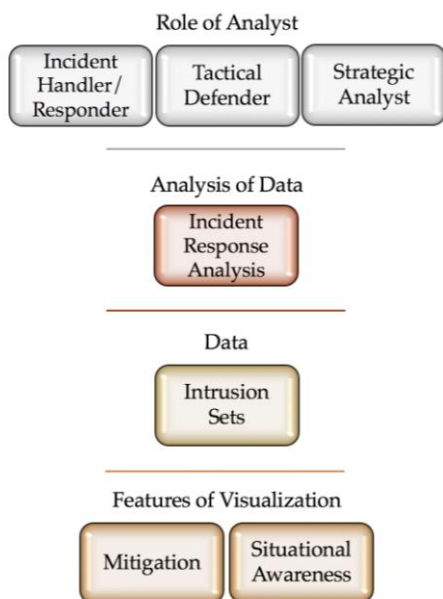 Role of Analyst
Incident
Handler/
Responder
Tactical
Defender
Strategic
Analyst
Analysis of Data
Incident
Response
Analysis
Data
Intrusion
Sets
Features of Visualization
Mitigation
Situational
Awareness